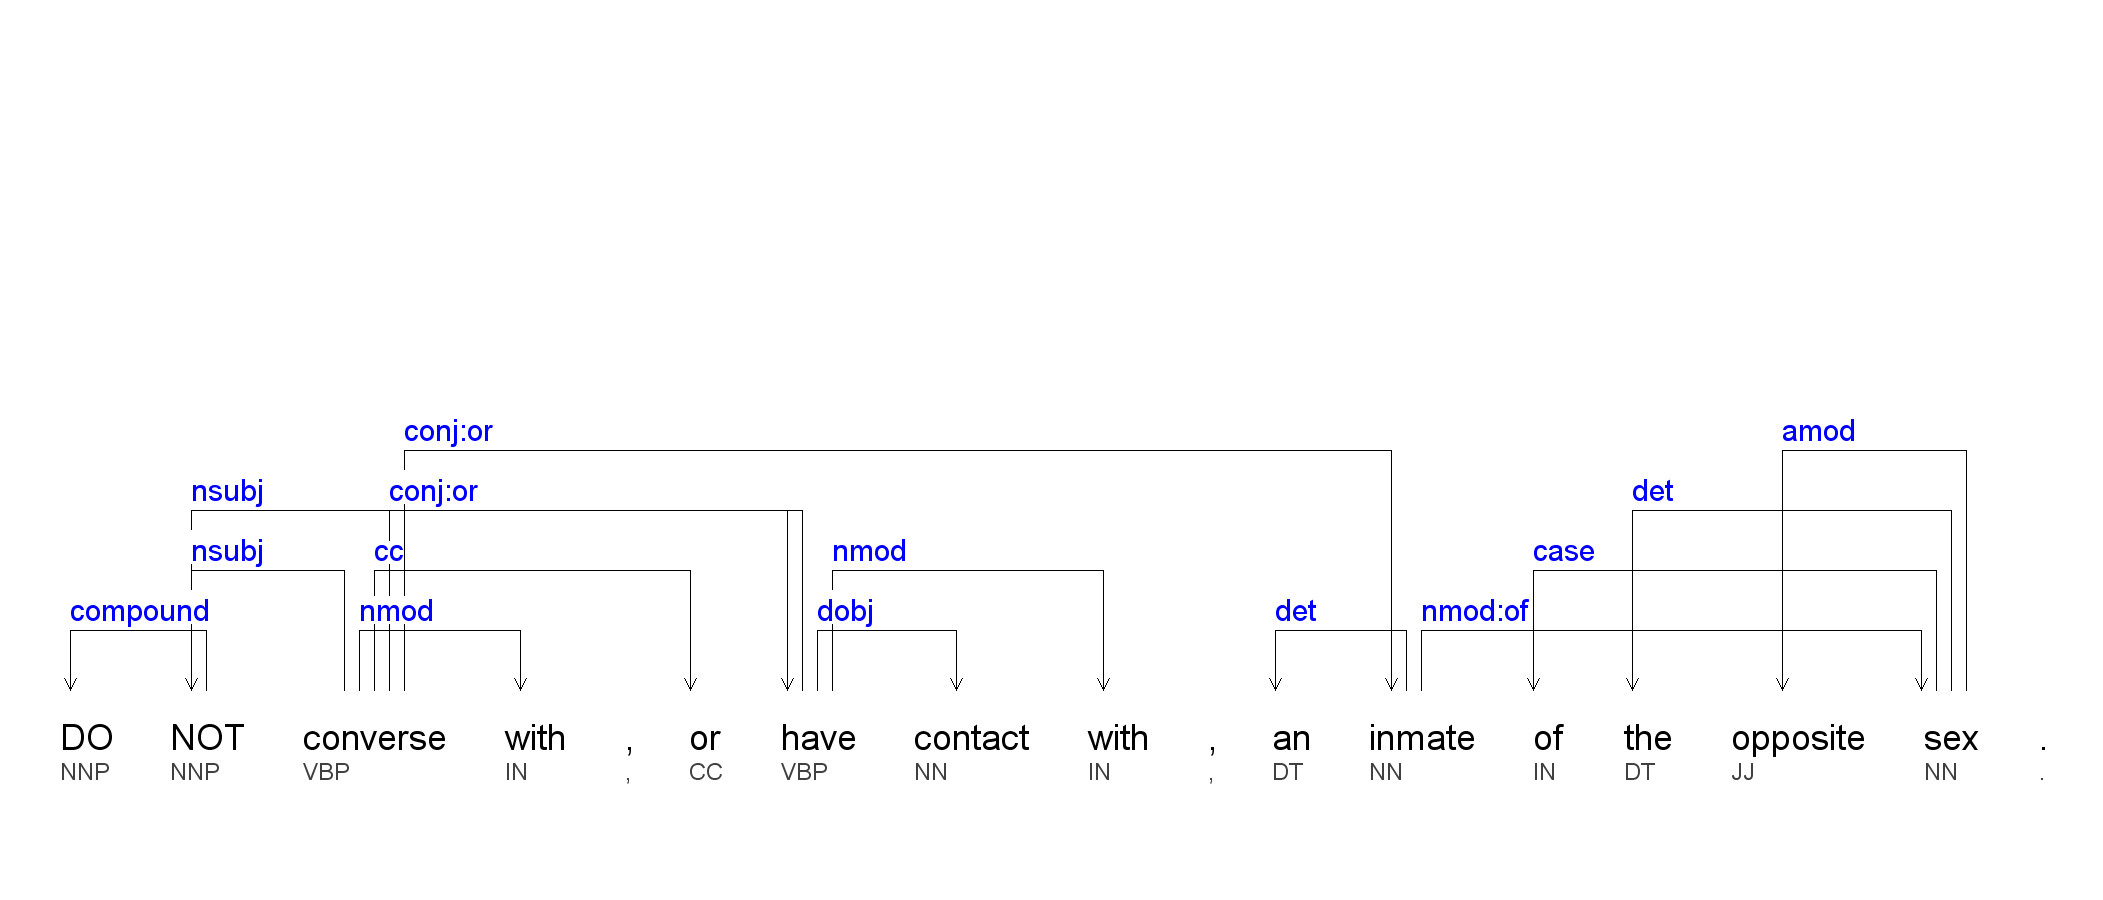 conj:or amod
nsubj conj:or det
nsubj cc nmod case
compound nmod dobj det nmod:of
DO NOT converse with , or have contact with , an inmate of the opposite sex .
NNP NNP VBP IN , CC VBP NN IN , DT NN IN DT JJ NN .